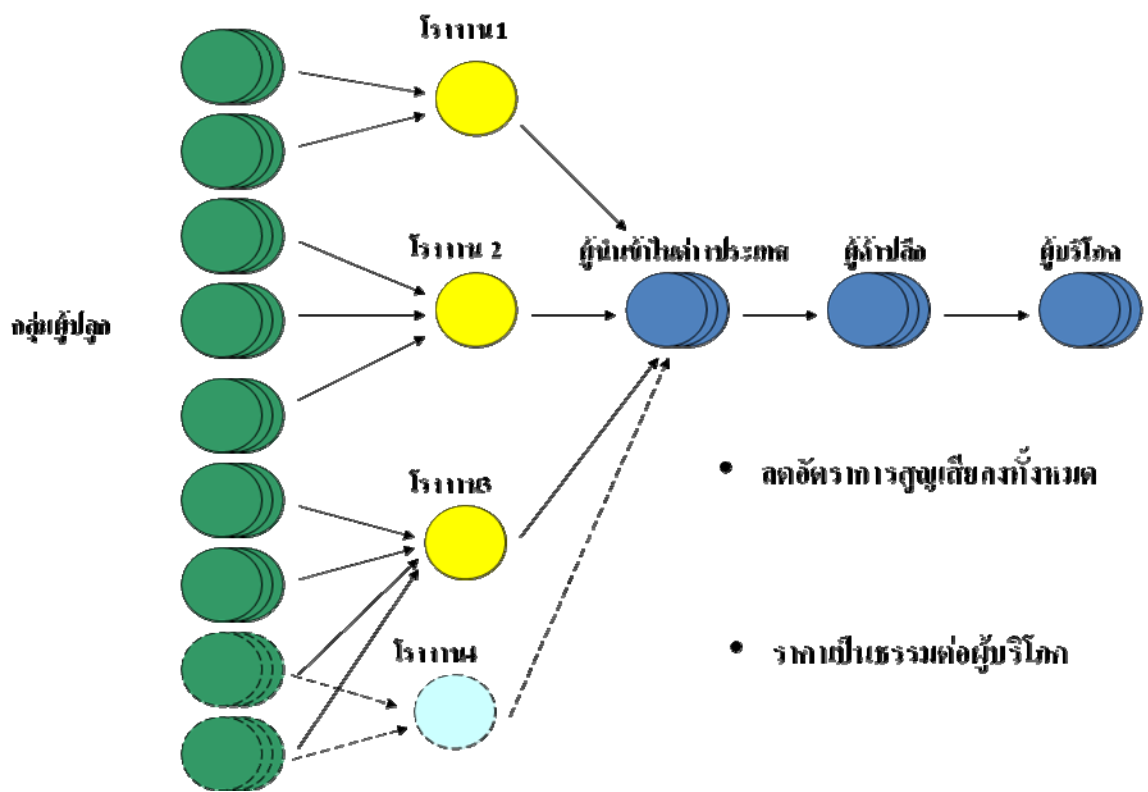 โรงงาน1
โรงงาน 2
ผู้นำเข้าในต่างประเทศ
ผู้ค้าปลีก
ผู้บริโภค
กลุ่มผู้ปลูก
โรงงาน3
• ลดอัตราการสูญเสียลงทั้งหมด
โรงงาน4
• ราคาเป็นธรรมต่อผู้บริโภค